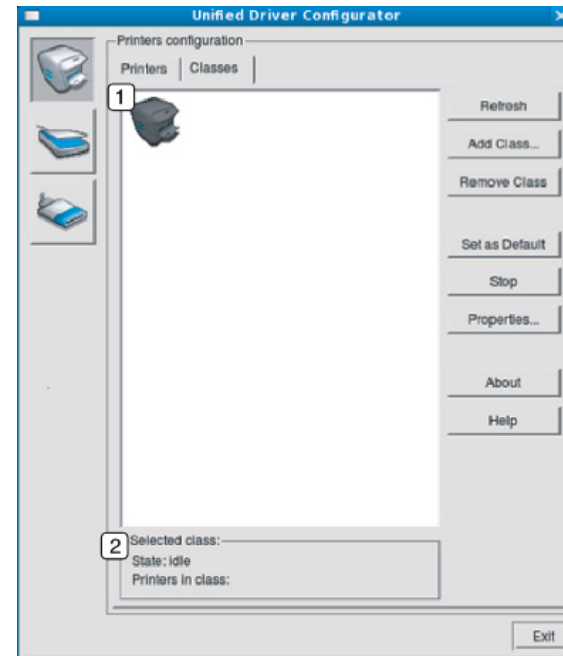 Unified Driver Configurator
Printers configuration
Printers Classes
1
Refresh
Add Class...
Remove Class
Set as Default
Stop
Properties...
About
Help
2
Selected class:
State: idle
Printers in class:
Exit